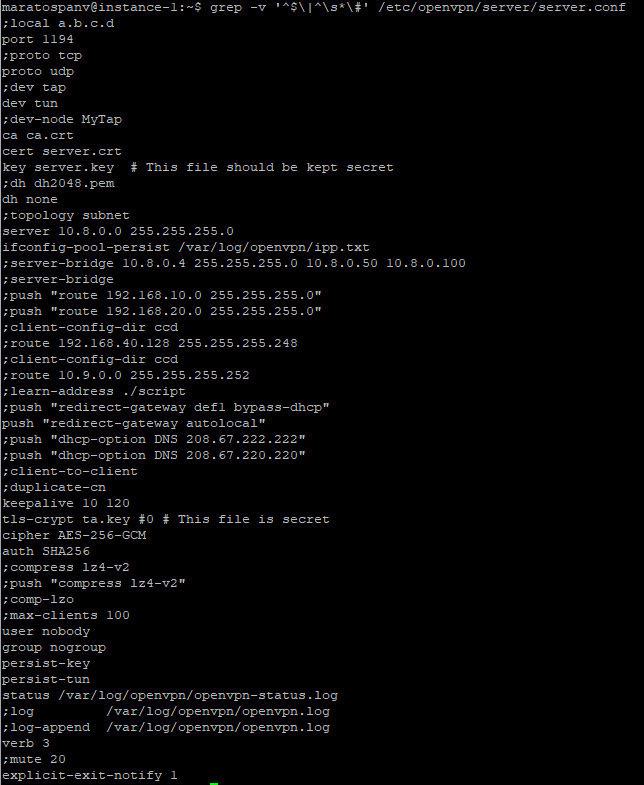 maratospanv@instance-1:~$ grep -v '^$\|^\s*\#' /etc/openvpn/server/server.conf
;local a.b.c.d
port 1194
;proto tcp
proto udp
;dev tap
dev tun
;dev-node MyTap
ca ca.crt
cert server.crt
key server.key  # This file should be kept secret
;dh dh2048.pem
dh none
;topology subnet
server 10.8.0.0 255.255.255.0
ifconfig-pool-persist /var/log/openvpn/ipp.txt
;server-bridge 10.8.0.4 255.255.255.0 10.8.0.50 10.8.0.100
;server-bridge
;push "route 192.168.10.0 255.255.255.0"
;push "route 192.168.20.0 255.255.255.0"
;client-config-dir ccd
;route 192.168.40.128 255.255.255.248
;client-config-dir ccd
;route 10.9.0.0 255.255.255.252
;learn-address ./script
;push "redirect-gateway def1 bypass-dhcp"
push "redirect-gateway autolocal"
;push "dhcp-option DNS 208.67.222.222"
;push "dhcp-option DNS 208.67.220.220"
;client-to-client
;duplicate-cn
keepalive 10 120
tls-crypt ta.key #0 # This file is secret
cipher AES-256-GCM
auth SHA256
;compress lz4-v2
;push "compress lz4-v2"
;comp-lzo
;max-clients 100
user nobody
group nogroup
persist-key
persist-tun
status /var/log/openvpn/openvpn-status.log
;log         /var/log/openvpn/openvpn.log
;log-append  /var/log/openvpn/openvpn.log
verb 3
;mute 20
explicit-exit-notify 1